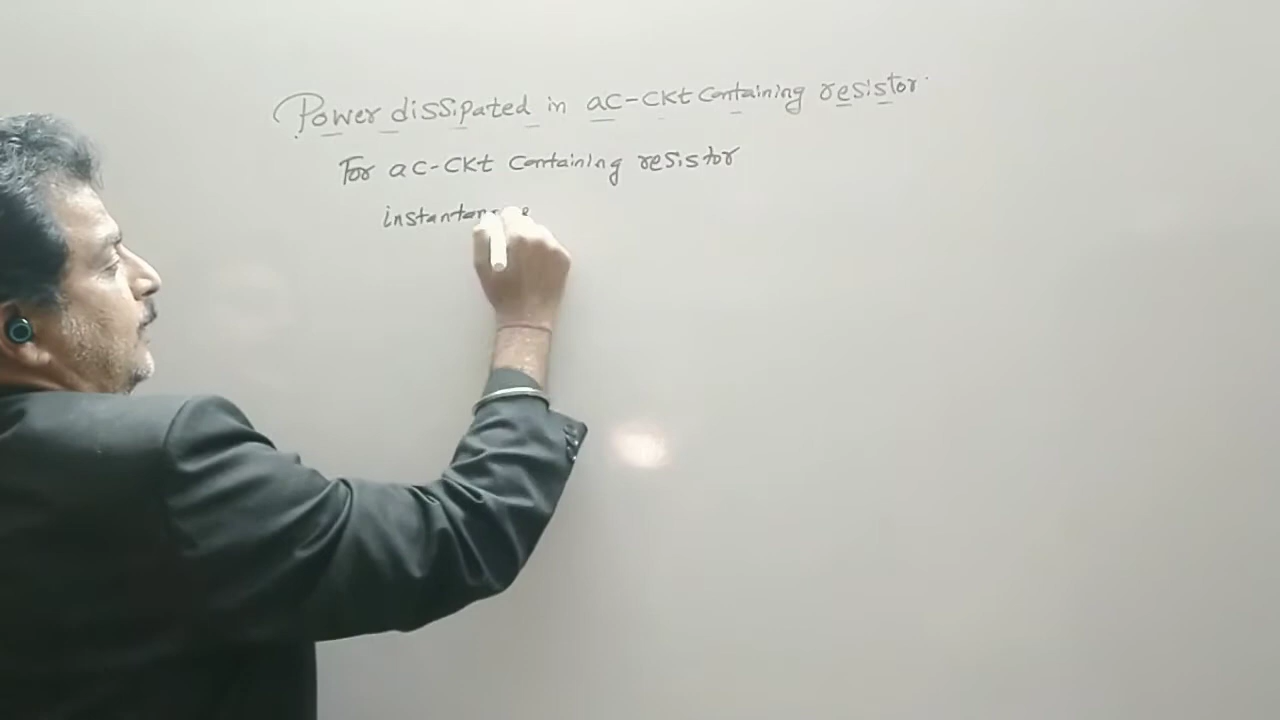 Power dissipated in ac-ckt containing resistor.
For ac-ckt containing resistor